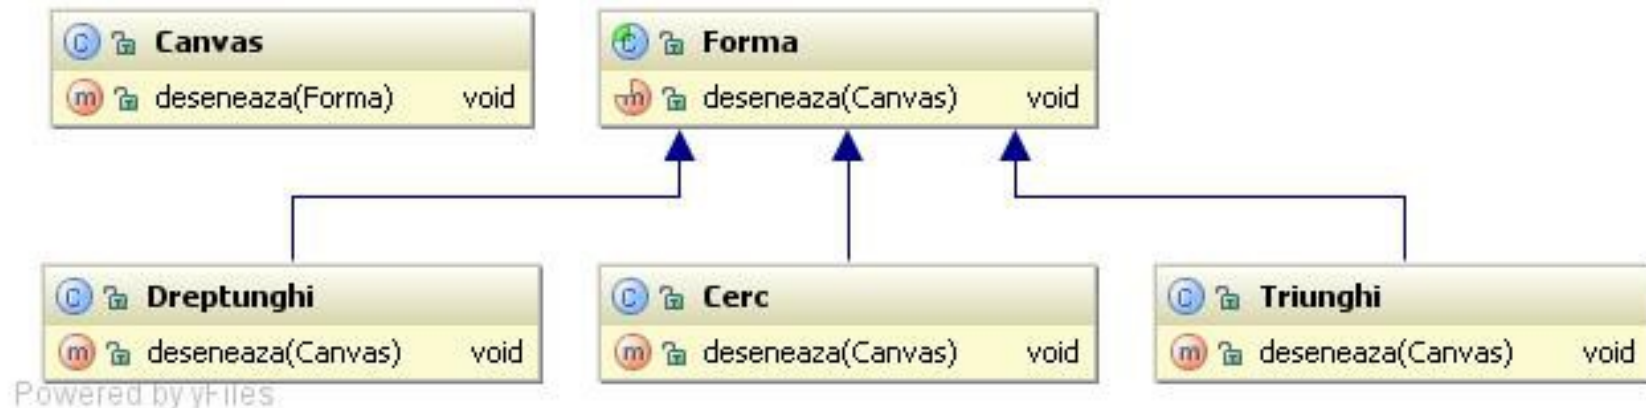 Canvas
deseneaza(Forma) void
Forma
deseneaza(Canvas) void
Dreptunghi
deseneaza(Canvas) void
Cerc
deseneaza(Canvas) void
Triunghi
deseneaza(Canvas) void
Powered by yFiles